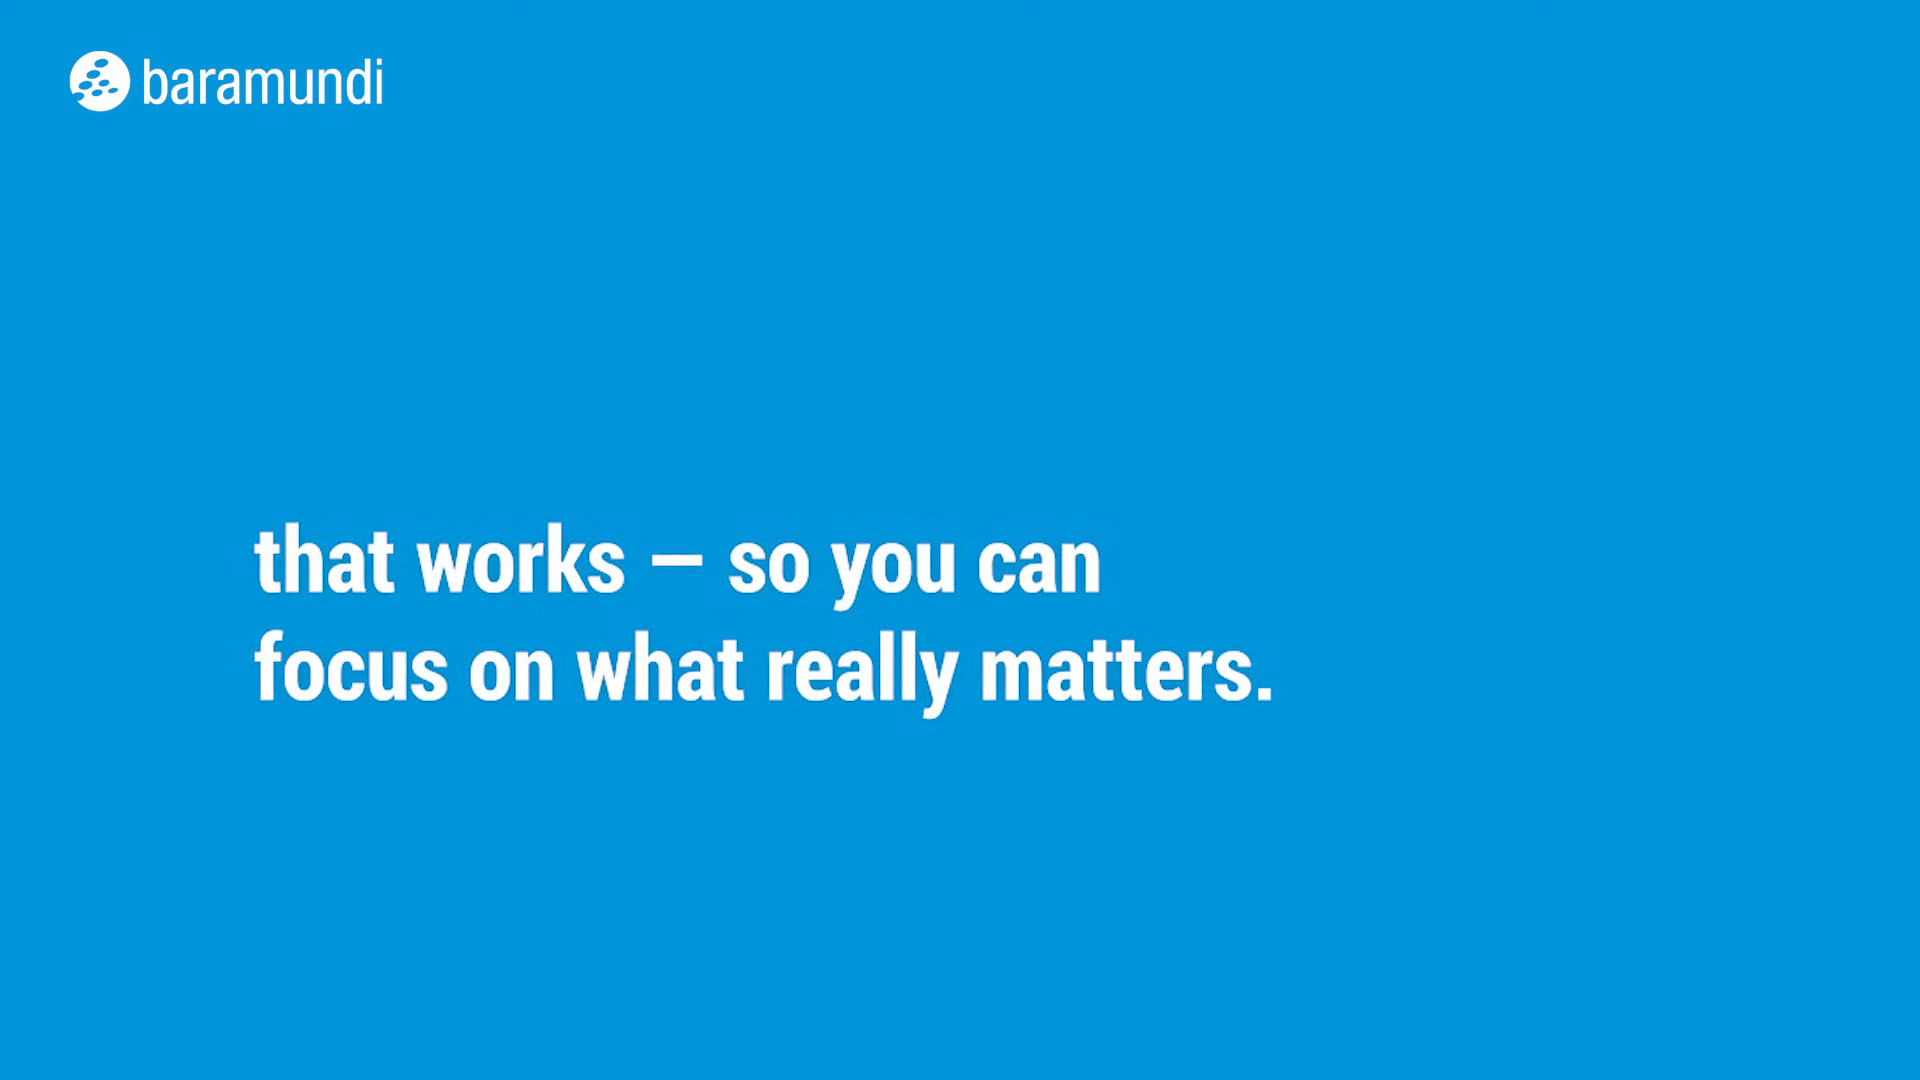 baramundi
that works – so you can
focus on what really matters.